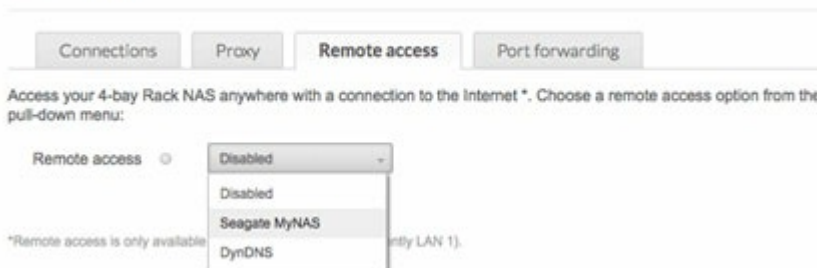 Connections Proxy Remote access Port forwarding
Access your 4-bay Rack NAS anywhere with a connection to the Internet *. Choose a remote access option from the
pull-down menu:
Remote access Disabled
Disabled
Seagate MyNAS
*Remote access is only available ntly LAN 1).
DynDNS